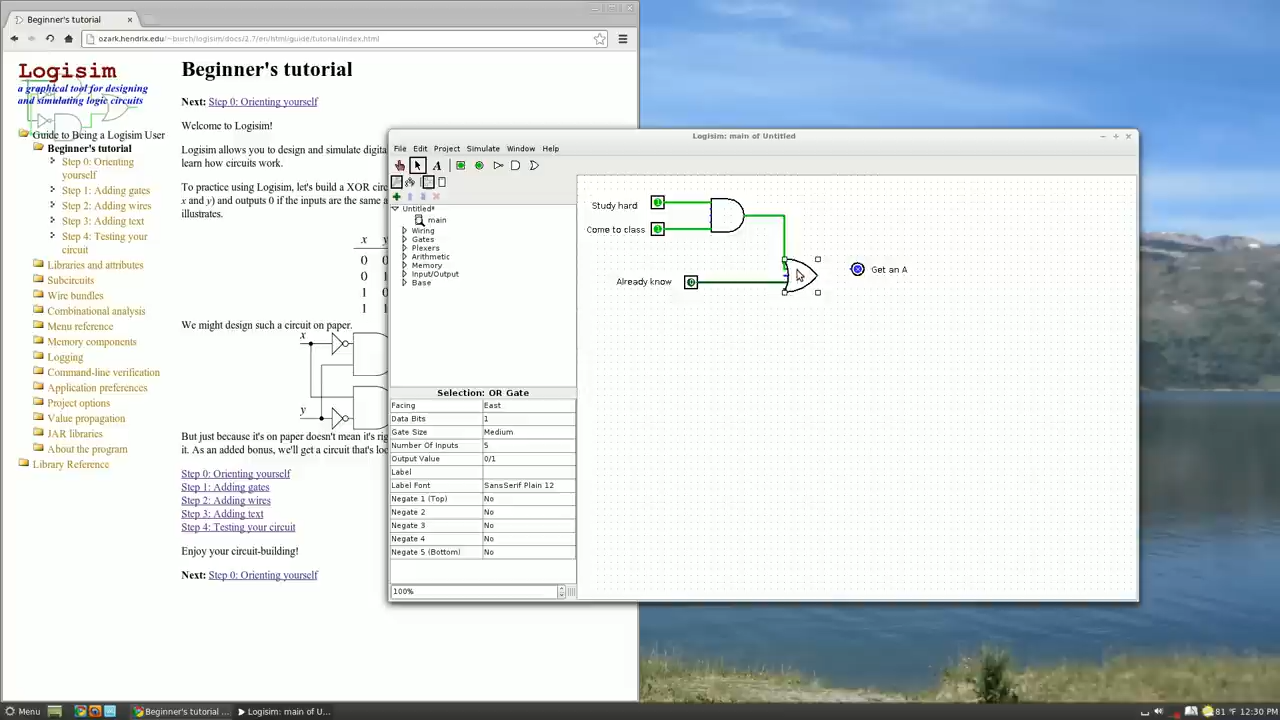 Beginner's tutorial
ozark.hendrix.edu/~burch/logisim/docs/2.7/en/html/guide/tutorial/index.html
Logisim
a graphical tool for designing
and simulating logic circuits
Guide to Being a Logisim User
Beginner's tutorial
Step 0: Orienting
yourself
Step 1: Adding gates
Step 2: Adding wires
Step 3: Adding text
Step 4: Testing your
circuit
Libraries and attributes
Subcircuits
Wire bundles
Combinational analysis
Menu reference
Memory components
Logging
Command-line verification
Application preferences
Project options
Value propagation
JAR libraries
About the program
Library Reference
Beginner's tutorial
Next: Step 0: Orienting yourself
Welcome to Logisim!
Logisim allows you to design and simulate digita
learn how circuits work.
To practice using Logisim, let's build a XOR circ
x and y) and outputs 0 if the inputs are the same a
illustrates.
x y
0 0
0 1
1 0
1 1
We might design such a circuit on paper.
x
y
But just because it's on paper doesn't mean it's rig
it. As an added bonus, we'll get a circuit that's loo
Step 0: Orienting yourself
Step 1: Adding gates
Step 2: Adding wires
Step 3: Adding text
Step 4: Testing your circuit
Enjoy your circuit-building!
Next: Step 0: Orienting yourself
Logisim: main of Untitled
File Edit Project Simulate Window Help
A
Untitled*
main
Wiring
Gates
Plexers
Arithmetic
Memory
Input/Output
Base
Selection: OR Gate
Facing East
Data Bits 1
Gate Size Medium
Number Of Inputs 5
Output Value 0/1
Label
Label Font SansSerif Plain 12
Negate 1 (Top) No
Negate 2 No
Negate 3 No
Negate 4 No
Negate 5 (Bottom) No
100%
Study hard 1
Come to class 1
Already know 0
Get an A
Menu
Beginner's tutorial ...
Logisim: main of U...
81 °F 12:30 PM